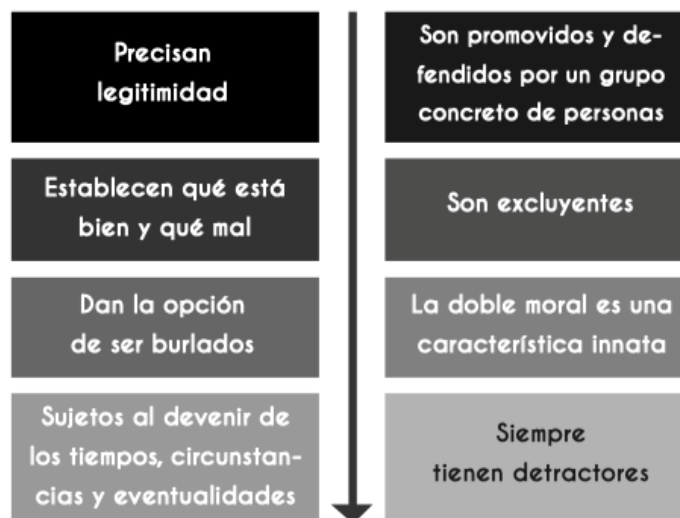 Precisan
legitimidad
Son promovidos y de-
fendidos por un grupo
concreto de personas
Establecen qué está
bien y qué mal
Son excluyentes
Dan la opción
de ser burlados
La doble moral es una
característica innata
Sujetos al devenir de
los tiempos, circunstan-
cias y eventualidades
Siempre
tienen detractores